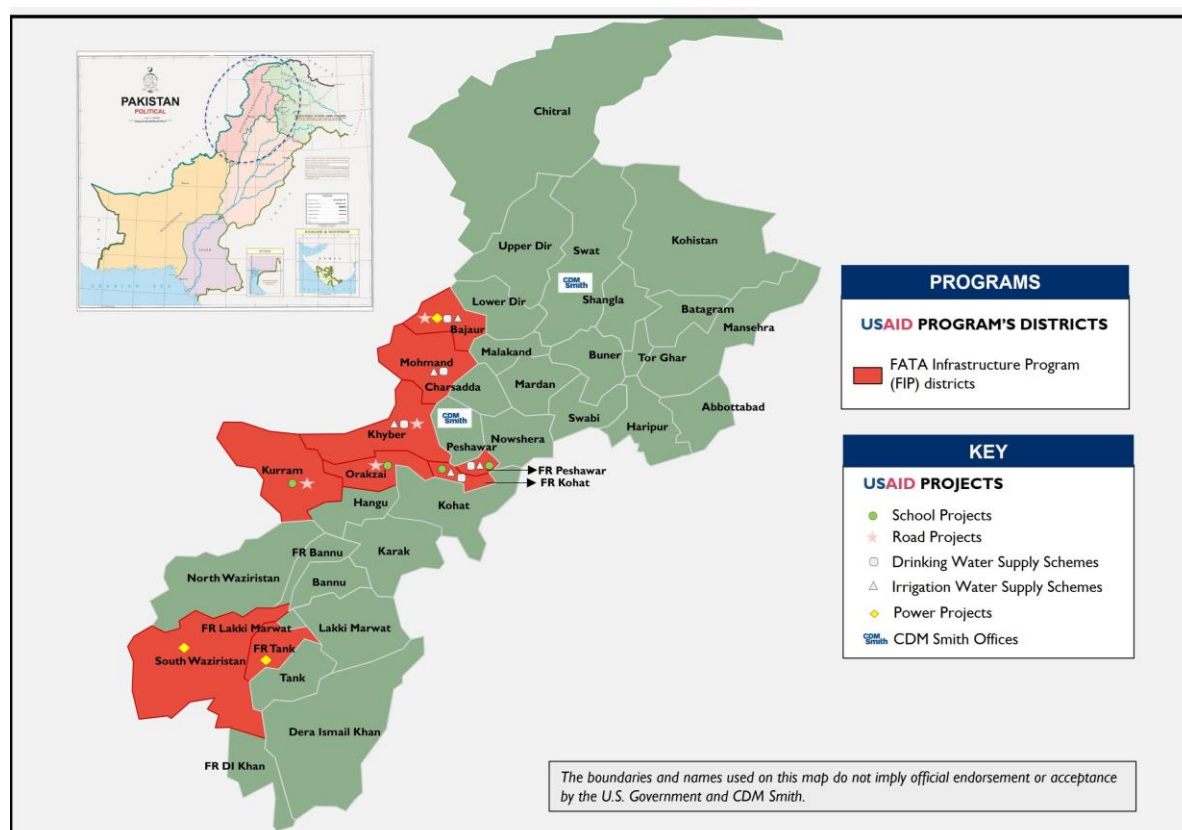 PAKISTAN
POLITICAL
Chitral
Upper Dir
Swat
Kohistan
CDM
Smith
Lower Dir
Shangla
Batagram
Mansehra
Bajaur
Malakand
Buner
Tor Ghar
Mohmand
Charsadda
Mardan
Abbottabad
CDM
Smith
Swabi
Haripur
Khyber
Nowshera
Peshawar
Kurram
Orakzai
FR Peshawar
FR Kohat
Hangu
Kohat
FR Bannu
Karak
North Waziristan
Bannu
FR Lakki Marwat
Lakki Marwat
South Waziristan
FR Tank
Tank
Dera Ismail Khan
FR DI Khan
PROGRAMS
USAID PROGRAM'S DISTRICTS
FATA Infrastructure Program
(FIP) districts
KEY
USAID PROJECTS
School Projects
Road Projects
Drinking Water Supply Schemes
Irrigation Water Supply Schemes
Power Projects
CDM
Smith
CDM Smith Offices
The boundaries and names used on this map do not imply official endorsement or acceptance
by the U.S. Government and CDM Smith.